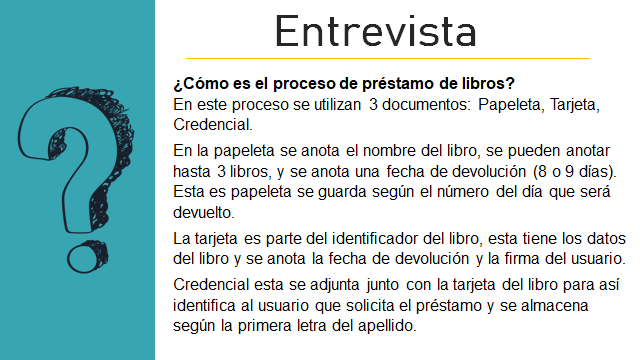 Entrevista
¿Cómo es el proceso de préstamo de libros?
En este proceso se utilizan 3 documentos: Papeleta, Tarjeta,
Credencial.
En la papeleta se anota el nombre del libro, se pueden anotar
hasta 3 libros, y se anota una fecha de devolución (8 o 9 días).
Esta es papeleta se guarda según el número del día que será
devuelto.
La tarjeta es parte del identificador del libro, esta tiene los datos
del libro y se anota la fecha de devolución y la firma del usuario.
Credencial esta se adjunta junto con la tarjeta del libro para así
identifica al usuario que solicita el préstamo y se almacena
según la primera letra del apellido.